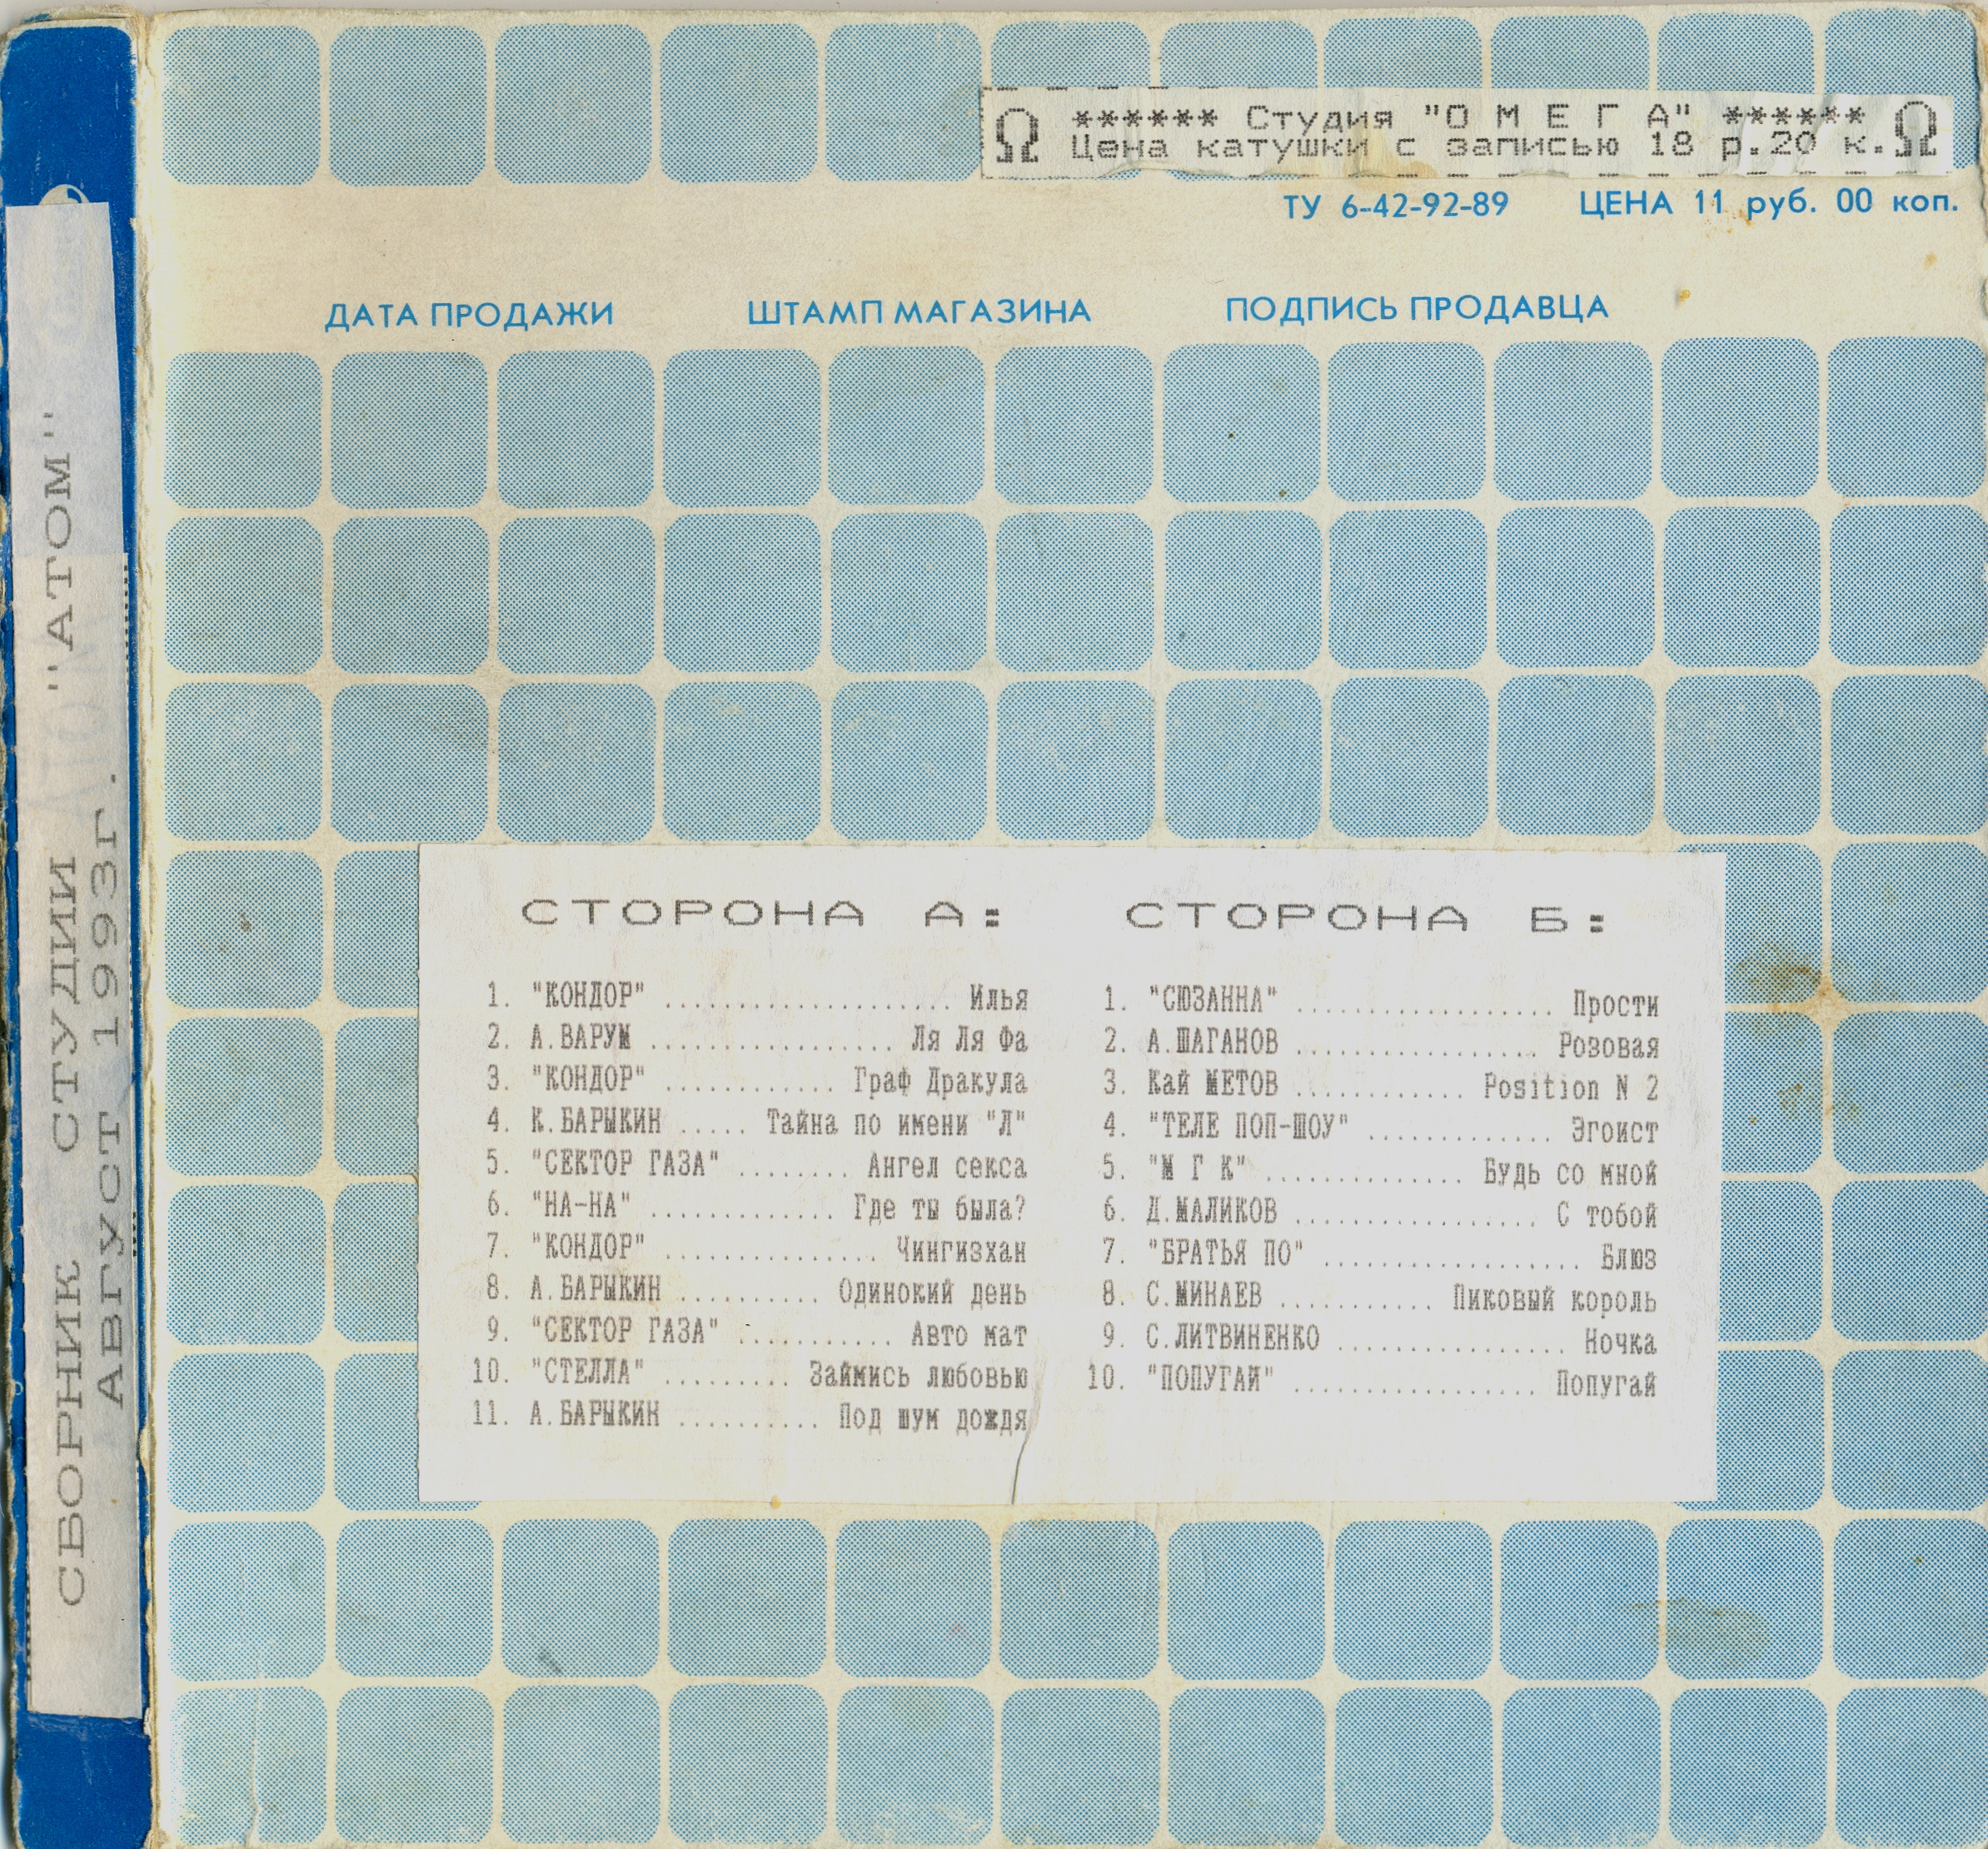 Ω ****** Студия "О М Е Г А" ****** Ω
Цена катушки с записью 18 р.20 к.
ТУ 6-42-92-89 ЦЕНА 11 руб. 00 коп.
ДАТА ПРОДАЖИ ШТАМП МАГАЗИНА ПОДПИСЬ ПРОДАВЦА
СБОРНИК СТУДИИ "АТОМ"
АВГУСТ 1993г.
СТОРОНА А:
1. "КОНДОР" .................... Илья
2. А.ВАРУМ ................. Ля Ля Фа
3. "КОНДОР" ............ Граф Дракула
4. К.БАРЫКИН ..... Тайна по имени "Л"
5. "СЕКТОР ГАЗА" ........ Ангел секса
6. "НА-НА" ............. Где ты была?
7. "КОНДОР" ............... Чингизхан
8. А.БАРЫКИН .......... Одинокий день
9. "СЕКТОР ГАЗА" ........... Авто мат
10. "СТЕЛЛА" ......... Займись любовью
11. А.БАРЫКИН .......... Под шум дождя
СТОРОНА Б:
1. "СЮЗАННА" .................. Прости
2. А.ШАГАНОВ ................. Розовая
3. Кай МЕТОВ ............ Position N 2
4. "ТЕЛЕ ПОП-ШОУ" ............. Эгоист
5. "М Г К" .............. Будь со мной
6. Д.МАЛИКОВ ................. С тобой
7. "БРАТЬЯ ПО" .................. Блюз
8. С.МИНАЕВ ........... Пиковый король
9. С.ЛИТВИНЕНКО ................ Ночка
10. "ПОПУГАЙ" ................. Попугай